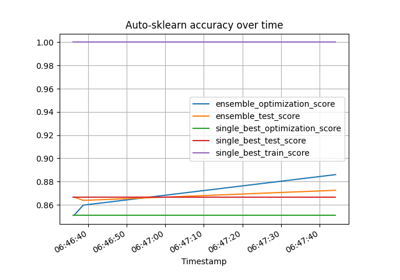 Auto-sklearn accuracy over time
1.00
0.98
0.96
0.94
0.92
0.90
0.88
0.86
ensemble_optimization_score
ensemble_test_score
single_best_optimization_score
single_best_test_score
single_best_train_score
06:46:40
06:46:50
06:47:00
06:47:10
06:47:20
06:47:30
06:47:40
Timestamp